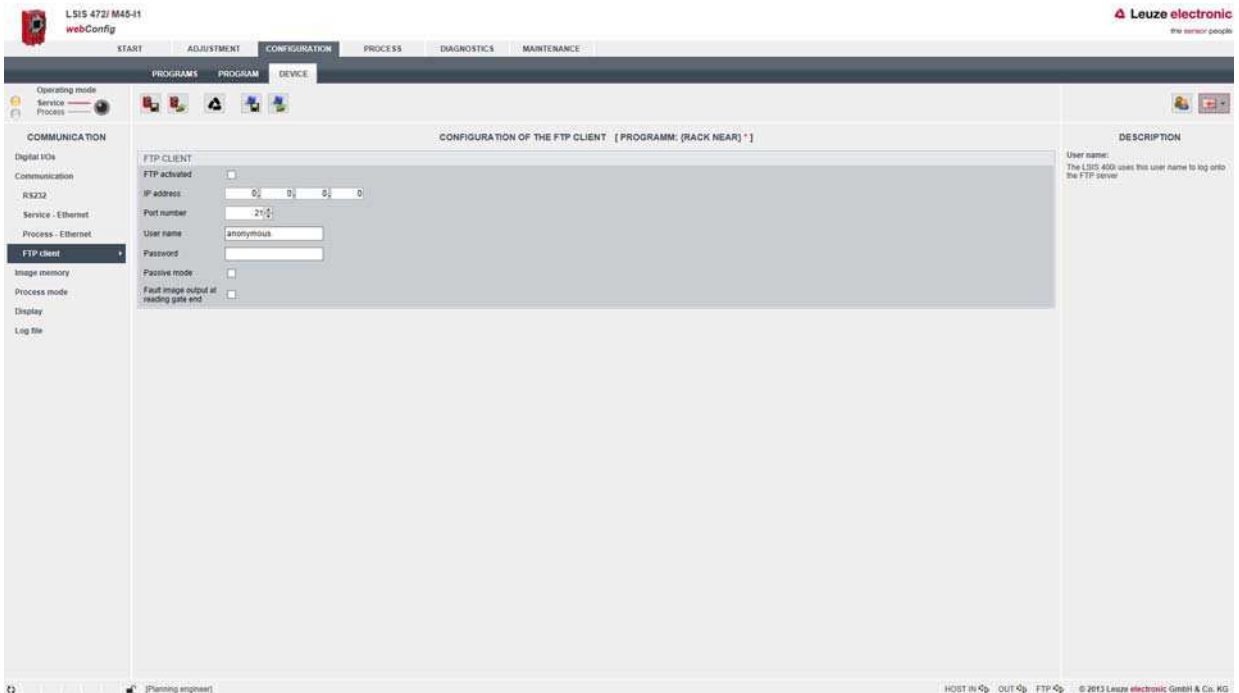 LSIS 472i M45-I1
webConfig
Leuze electronic
the sensor people
START ADJUSTMENT CONFIGURATION PROCESS DIAGNOSTICS MAINTENANCE
PROGRAMS PROGRAM DEVICE
Operating mode
Service
Process
COMMUNICATION
Digital I/Os
Communication
RS232
Service - Ethernet
Process - Ethernet
FTP client
Image memory
Process mode
Display
Log file
CONFIGURATION OF THE FTP CLIENT [ PROGRAMM: (RACK NEAR) * ]
FTP CLIENT
FTP activated
IP address 0. 0. 0. 0
Port number 21
User name anonymous
Password
Passive mode
Fault image output at
reading gate end
DESCRIPTION
User name:
The LSIS 400i uses this user name to log onto
the FTP server
[Planning engineer]
HOST IN OUT FTP © 2013 Leuze electronic GmbH & Co. KG